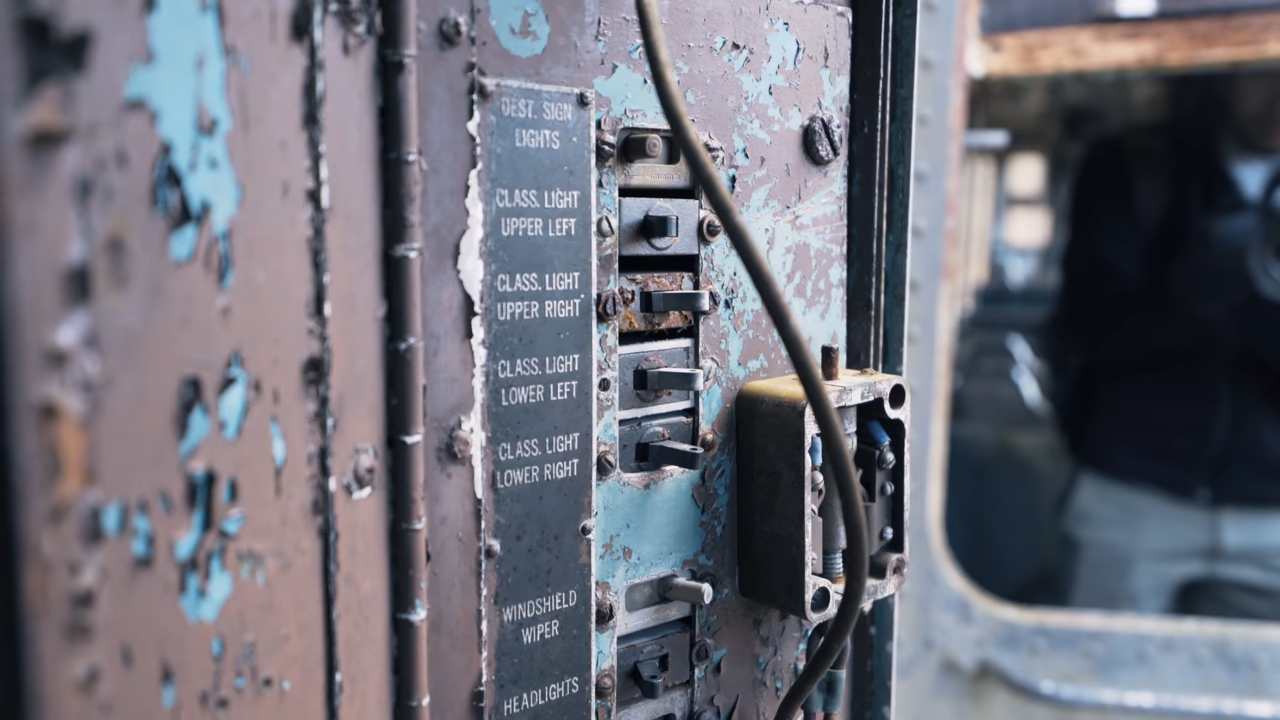 DEST. SIGN
LIGHTS
CLASS. LIGHT
UPPER LEFT
CLASS. LIGHT
UPPER RIGHT
CLASS. LIGHT
LOWER LEFT
CLASS. LIGHT
LOWER RIGHT
WINDSHIELD
WIPER
HEADLIGHTS